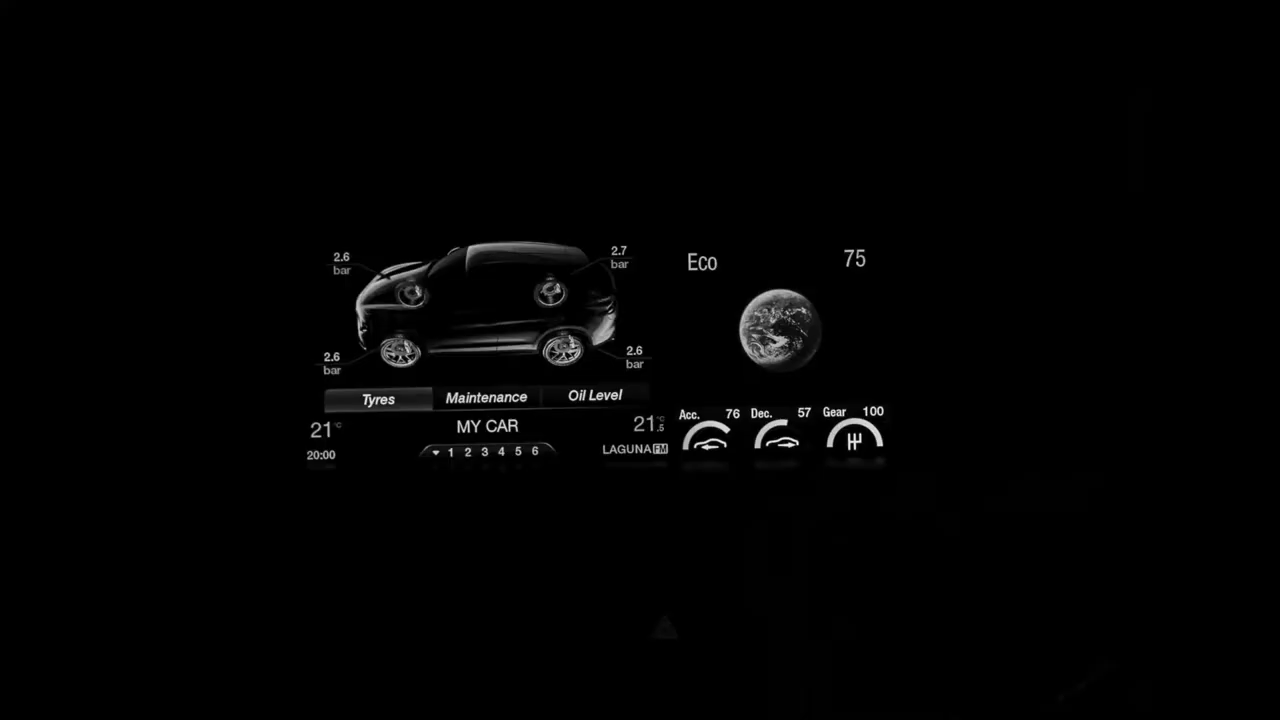 2.6
bar
2.7
bar
2.6
bar
2.6
bar
Tyres Maintenance Oil Level
21°C MY CAR 21°C.5
20:00 1 2 3 4 5 6 LAGUNA FM
Eco 75
Acc. 76 Dec. 57 Gear 100